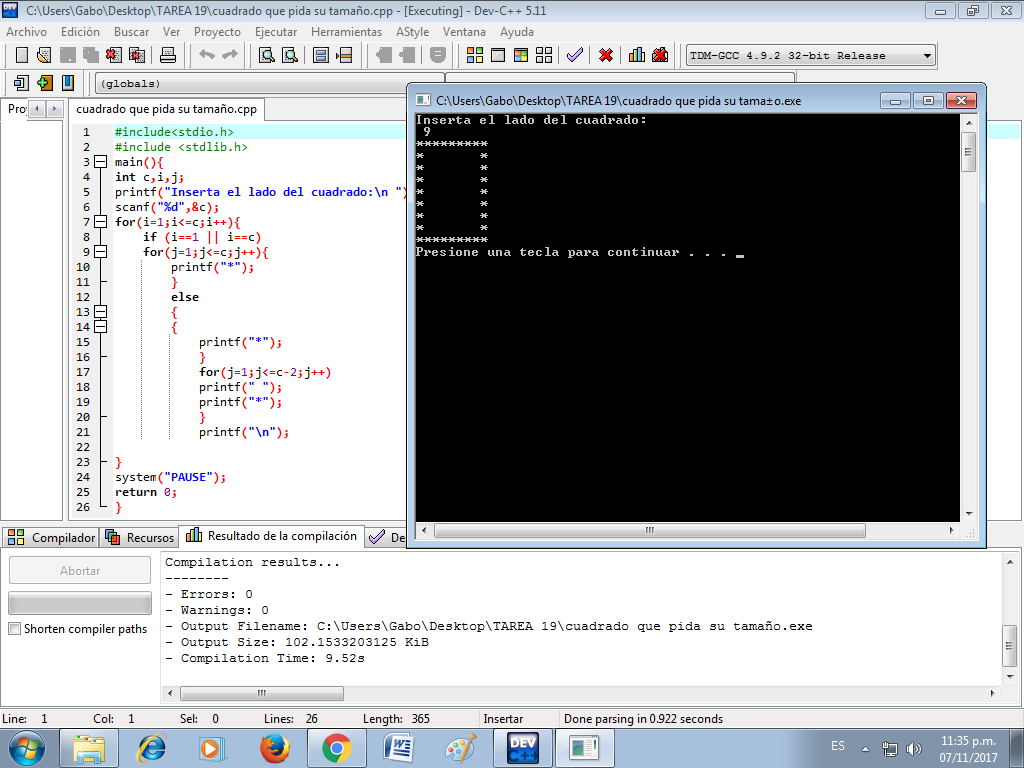 C:\Users\Gabo\Desktop\TAREA 19\cuadrado que pida su tamaño.cpp - [Executing] - Dev-C++ 5.11
Archivo Edición Buscar Ver Proyecto Ejecutar Herramientas AStyle Ventana Ayuda
TDM-GCC 4.9.2 32-bit Release
(globals)
cuadrado que pida su tamaño.cpp
1 #include<stdio.h>
2 #include <stdlib.h>
3 main(){
4 int c,i,j;
5 printf("Inserta el lado del cuadrado:\n ")
6 scanf("%d",&c);
7 for(i=1;i<=c;i++){
8 if (i==1 || i==c)
9 for(j=1;j<=c;j++){
10 printf("*");
11 }
12 else
13 {
14 {
15 printf("*");
16 }
17 for(j=1;j<=c-2;j++)
18 printf(" ");
19 printf("*");
20 }
21 printf("\n");
22
23 }
24 system("PAUSE");
25 return 0;
26 }
C:\Users\Gabo\Desktop\TAREA 19\cuadrado que pida su tama±o.exe
Inserta el lado del cuadrado:
9
*********
*       *
*       *
*       *
*       *
*       *
*       *
*       *
*********
Presione una tecla para continuar . . .
Compilador Recursos Resultado de la compilación De
Abortar
Shorten compiler paths
Compilation results...
--------
- Errors: 0
- Warnings: 0
- Output Filename: C:\Users\Gabo\Desktop\TAREA 19\cuadrado que pida su tamaño.exe
- Output Size: 102.1533203125 KiB
- Compilation Time: 9.52s
Line: 1 Col: 1 Sel: 0 Lines: 26 Length: 365 Insertar Done parsing in 0.922 seconds
DEV C++
ES
11:35 p.m.
07/11/2017